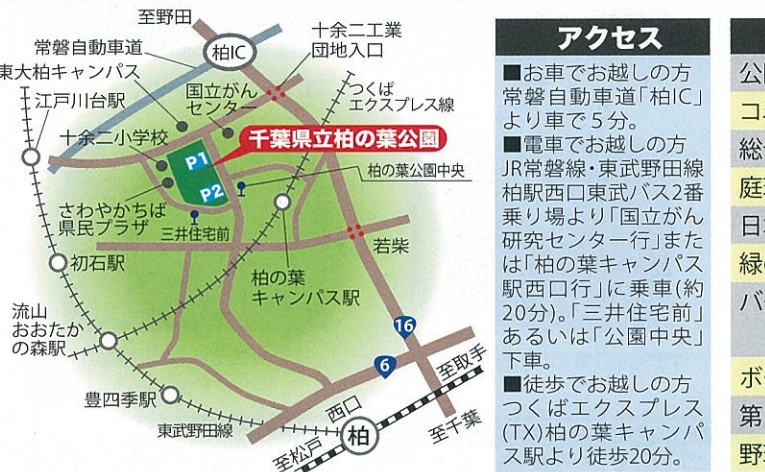 至野田
常磐自動車道
柏IC
十余二工業
団地入口
東大柏キャンパス
江戸川台駅
国立がん
センター
つくば
エクスプレス線
十余二小学校
千葉県立柏の葉公園
P1
P2
柏の葉公園中央
さわやかちば
県民プラザ
三井住宅前
若柴
初石駅
柏の葉
キャンパス駅
流山
おおたか
の森駅
16
6
豊四季駅
至取手
西口
東武野田線
柏
至千葉
至松戸
アクセス
■お車でお越しの方
常磐自動車道「柏IC」
より車で5分。
■電車でお越しの方
JR常磐線・東武野田線
柏駅西口東武バス2番
乗り場より「国立がん
研究センター行」また
は「柏の葉キャンパス
駅西口行」に乗車(約
20分)。「三井住宅前」
あるいは「公園中央」
下車。
■徒歩でお越しの方
つくばエクスプレス
(TX)柏の葉キャンパ
ス駅より徒歩20分。
公
コ
総
庭
日
緑
バ
ボ
第
野